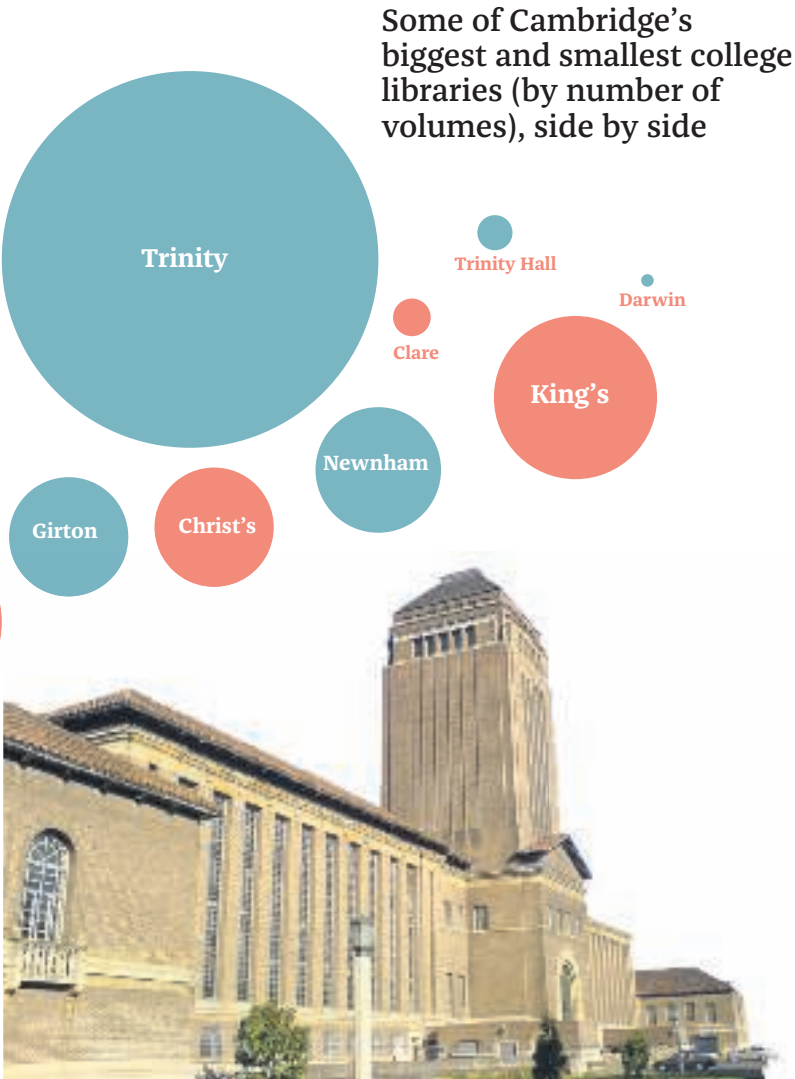 Some of Cambridge’s
biggest and smallest college
libraries (by number of
volumes), side by side
Trinity
Trinity Hall
Darwin
Clare
King’s
Newnham
Christ’s
Girton